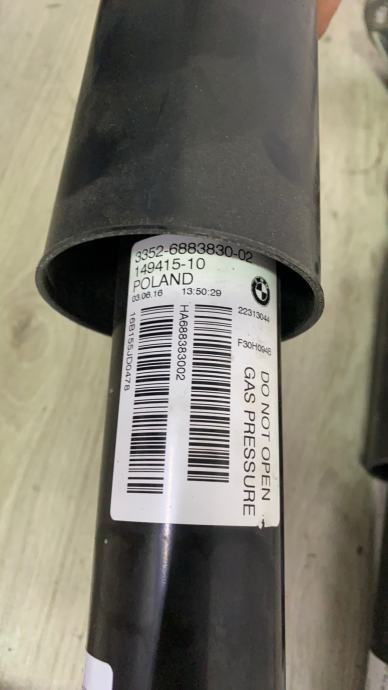 3352-6883830-02
149415-10
POLAND
03.06.16 13:50:29
22313044
F30H094B
16B155JD0478
HA688383002
DO NOT OPEN
GAS PRESSURE